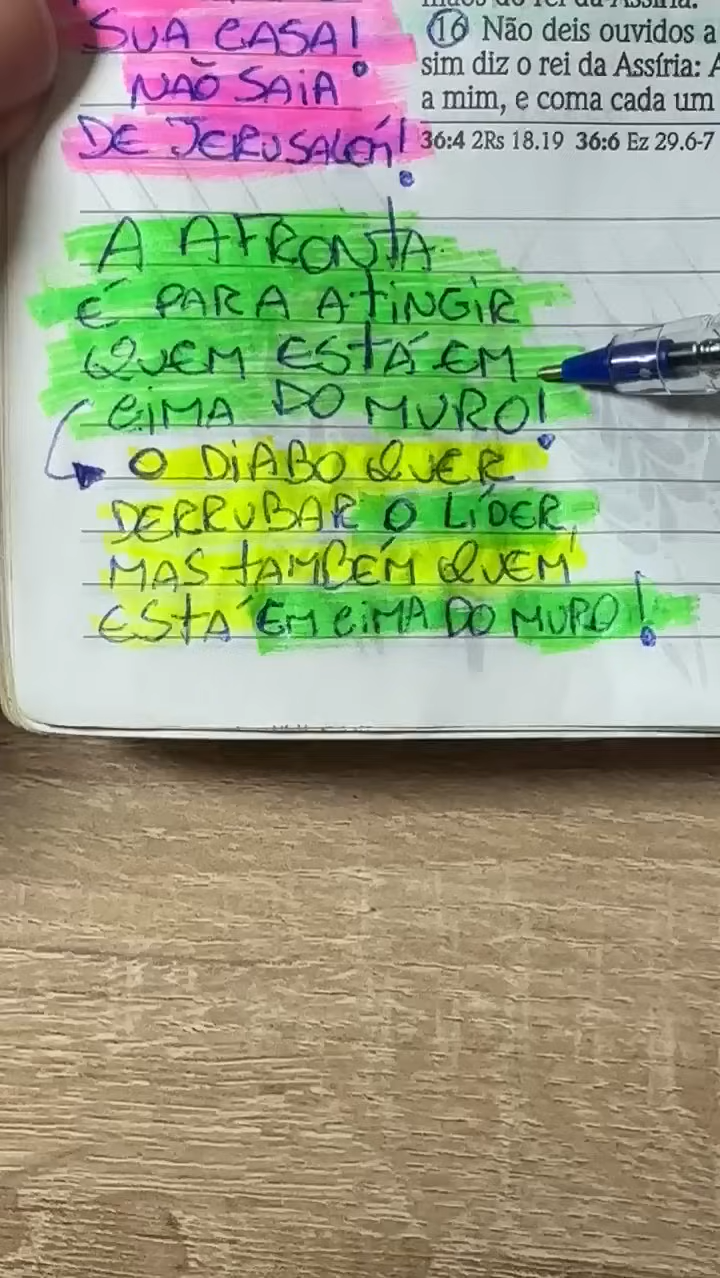 SUA CASA!
NÃO SAIA
DE JERUSALÉM!
A AFRONTA
É PARA ATINGIR
QUEM ESTÁ EM
CIMA DO MURO!
O DIABO QUER
DERRUBAR O LÍDER,
MAS TAMBÉM QUEM
ESTÁ EM CIMA DO MURO!
16 Não deis ouvidos a
sim diz o rei da Assíria: A
a mim, e coma cada um
36:4 2Rs 18.19 36:6 Ez 29.6-7